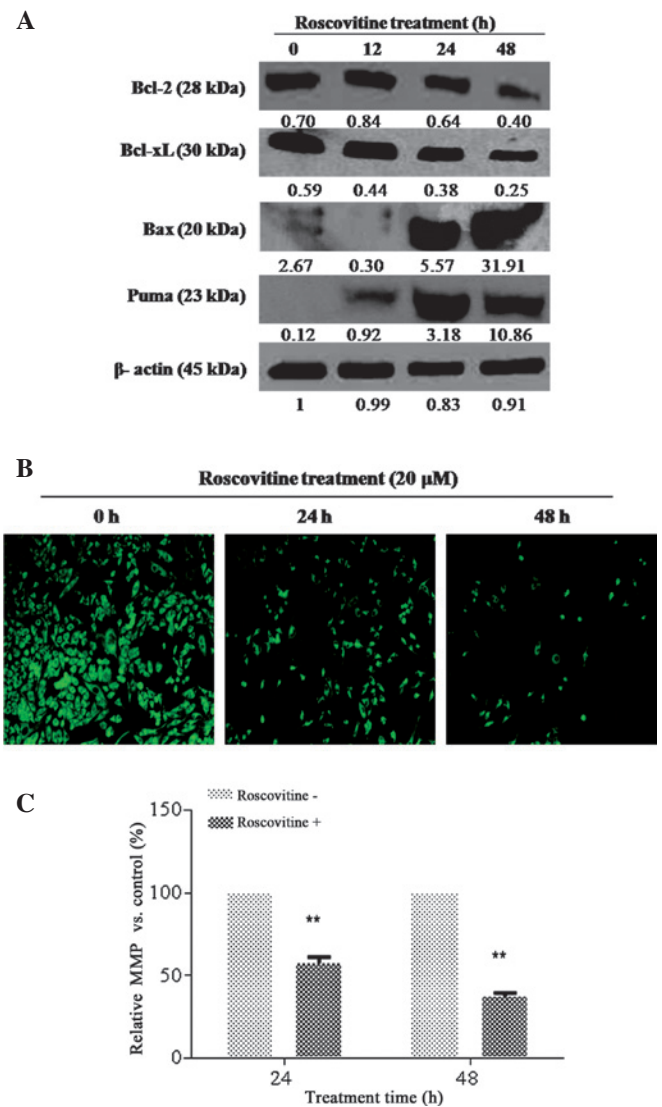 A
Roscovitine treatment (h)
0 12 24 48
Bcl-2 (28 kDa)
0.70 0.84 0.64 0.40
Bcl-xL (30 kDa)
0.59 0.44 0.38 0.25
Bax (20 kDa)
2.67 0.30 5.57 31.91
Puma (23 kDa)
0.12 0.92 3.18 10.86
β- actin (45 kDa)
1 0.99 0.83 0.91
B
Roscovitine treatment (20 μM)
0 h 24 h 48 h
C
Roscovitine -
Roscovitine +
Relative MMP vs. control (%)
150
100
50
0
** **
24 48
Treatment time (h)